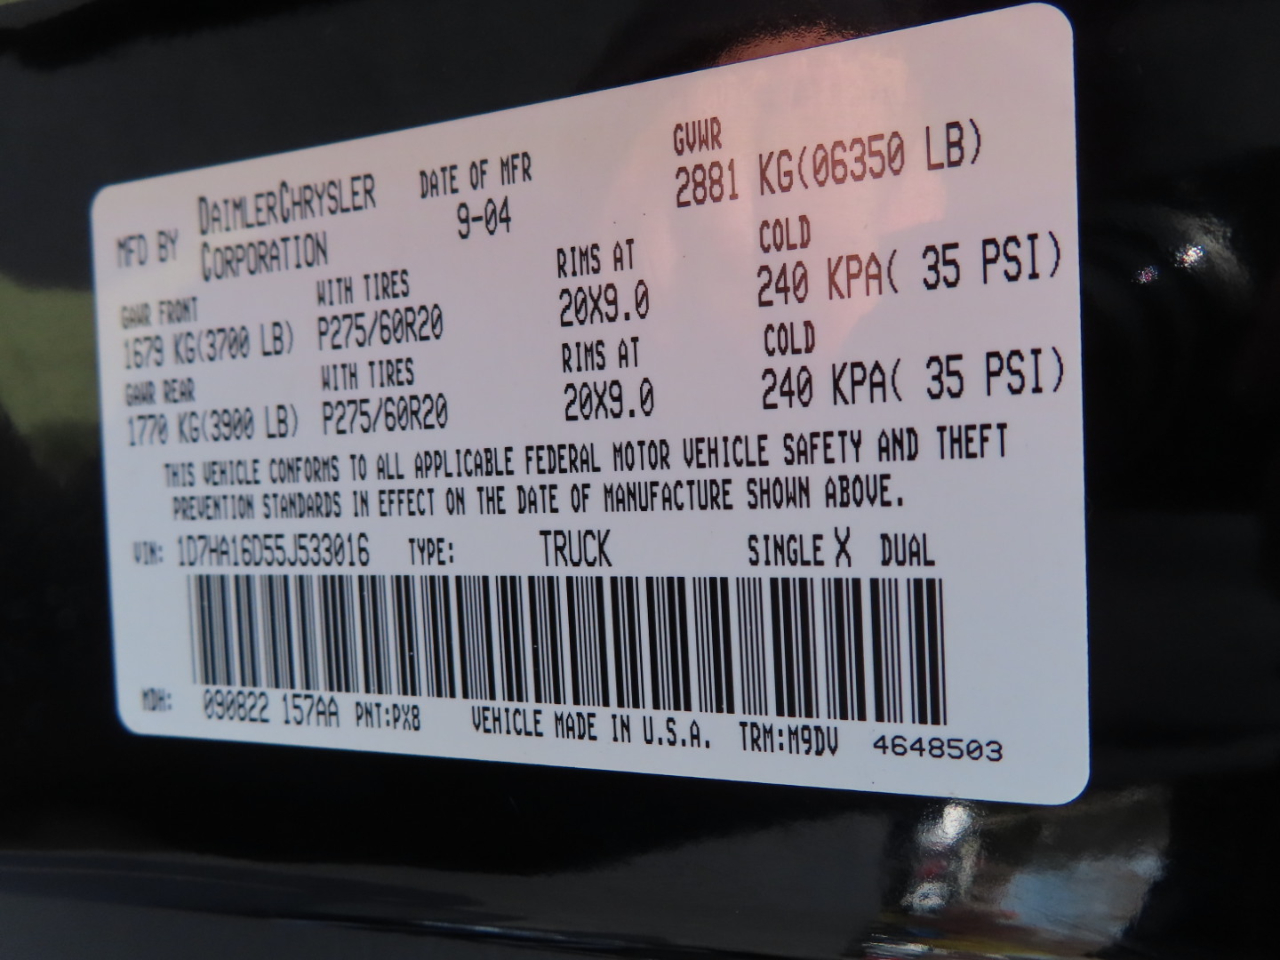 MFD BY DAIMLERCHRYSLER CORPORATION DATE OF MFR 9-04 GVWR 2881 KG(06350 LB)
GAWR FRONT WITH TIRES RIMS AT COLD
1679 KG(3700 LB) P275/60R20 20X9.0 240 KPA( 35 PSI)
GAWR REAR WITH TIRES RIMS AT COLD
1770 KG(3900 LB) P275/60R20 20X9.0 240 KPA( 35 PSI)
THIS VEHICLE CONFORMS TO ALL APPLICABLE FEDERAL MOTOR VEHICLE SAFETY AND THEFT
PREVENTION STANDARDS IN EFFECT ON THE DATE OF MANUFACTURE SHOWN ABOVE.
VIN: 1D7HA16D55J533016 TYPE: TRUCK SINGLE X DUAL
MDH: 090822 157AA PNT:PX8 VEHICLE MADE IN U.S.A. TRM:M9DV 4648503